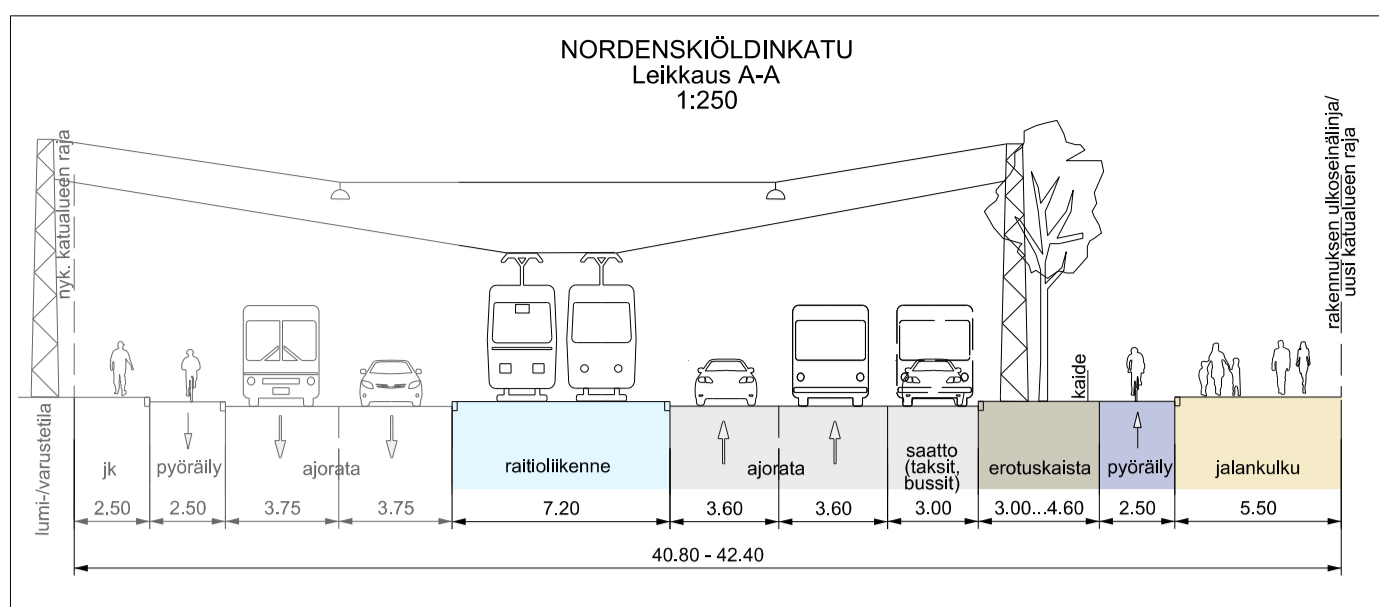 NORDENSKIÖLDINKATU
Leikkaus A-A
1:250
nyk. katualueen raja
rakennuksen ulkoseinälinja/
uusi katualueen raja
kaide
lumi-/varustetila
jk
pyöräily
ajorata
raitioliikenne
ajorata
saatto
(taksit,
bussit)
erotuskaista
pyöräily
jalankulku
2.50
2.50
3.75
3.75
7.20
3.60
3.60
3.00
3.00...4.60
2.50
5.50
40.80 - 42.40